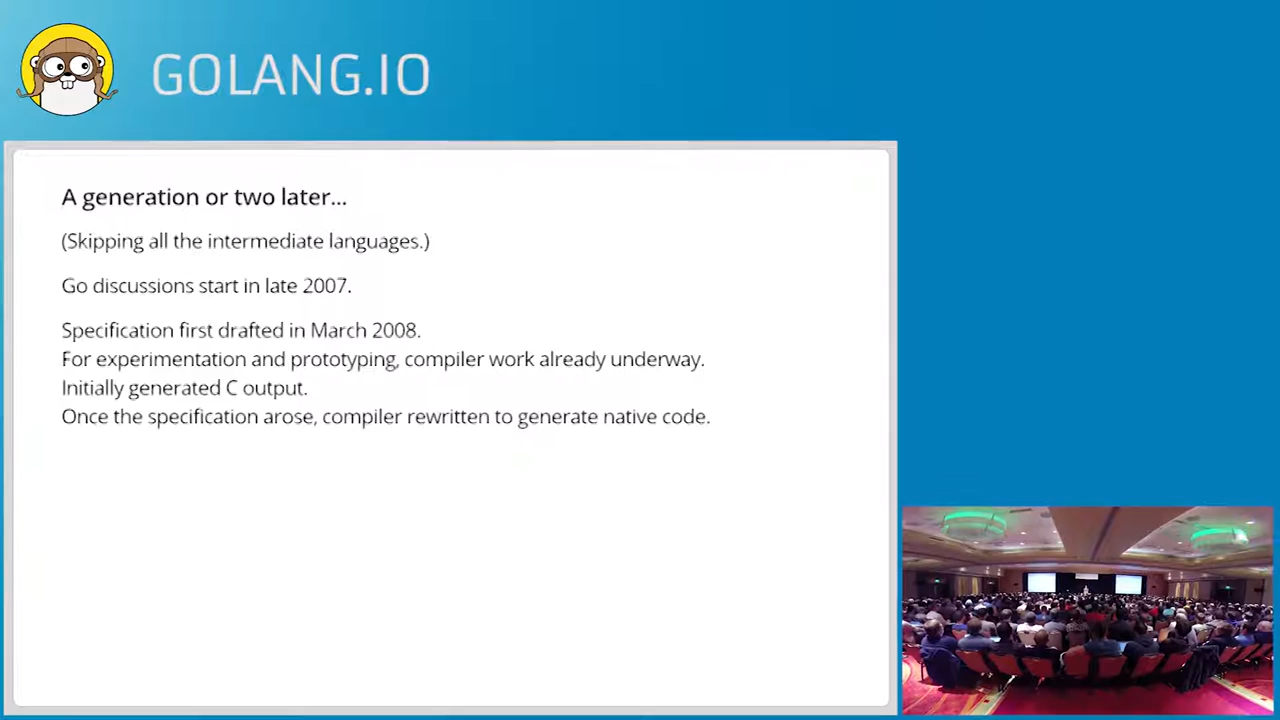 GOLANG.IO
A generation or two later...
(Skipping all the intermediate languages.)
Go discussions start in late 2007.
Specification first drafted in March 2008.
For experimentation and prototyping, compiler work already underway.
Initially generated C output.
Once the specification arose, compiler rewritten to generate native code.